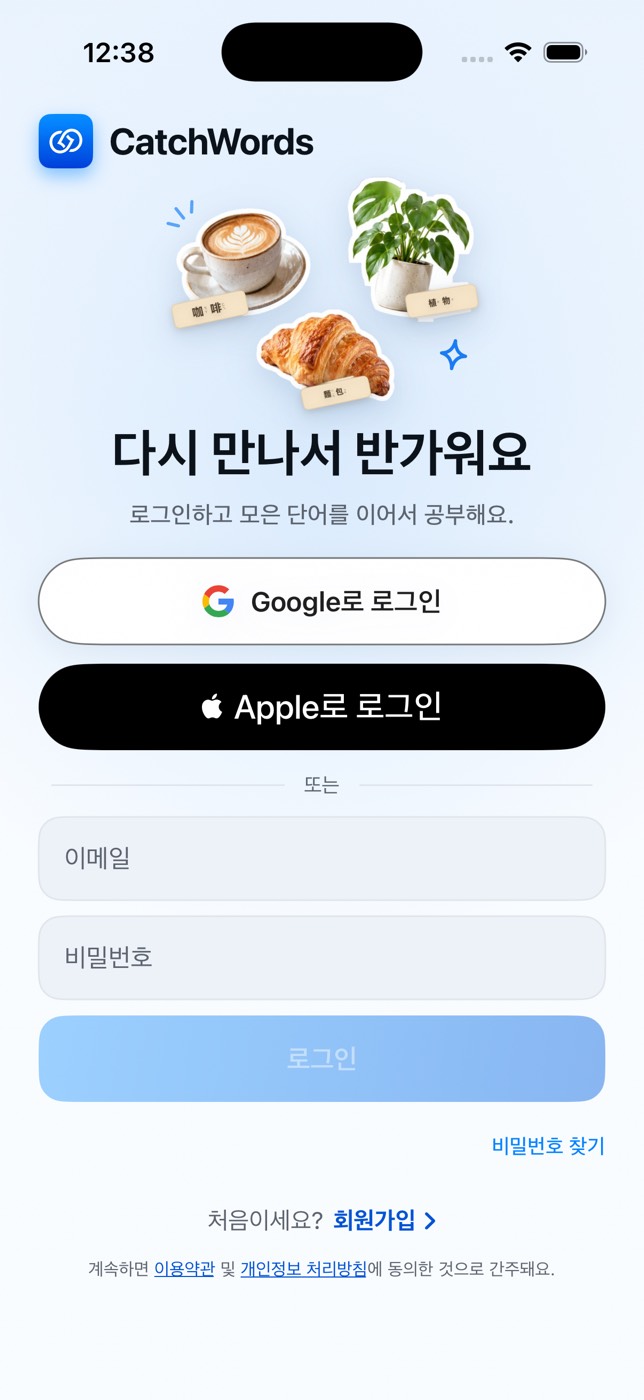 12:38
CatchWords
咖啡
植物
麵包
다시 만나서 반가워요
로그인하고 모은 단어를 이어서 공부해요.
Google로 로그인
Apple로 로그인
또는
이메일
비밀번호
로그인
비밀번호 찾기
처음이세요? 회원가입
계속하면 이용약관 및 개인정보 처리방침에 동의한 것으로 간주돼요.